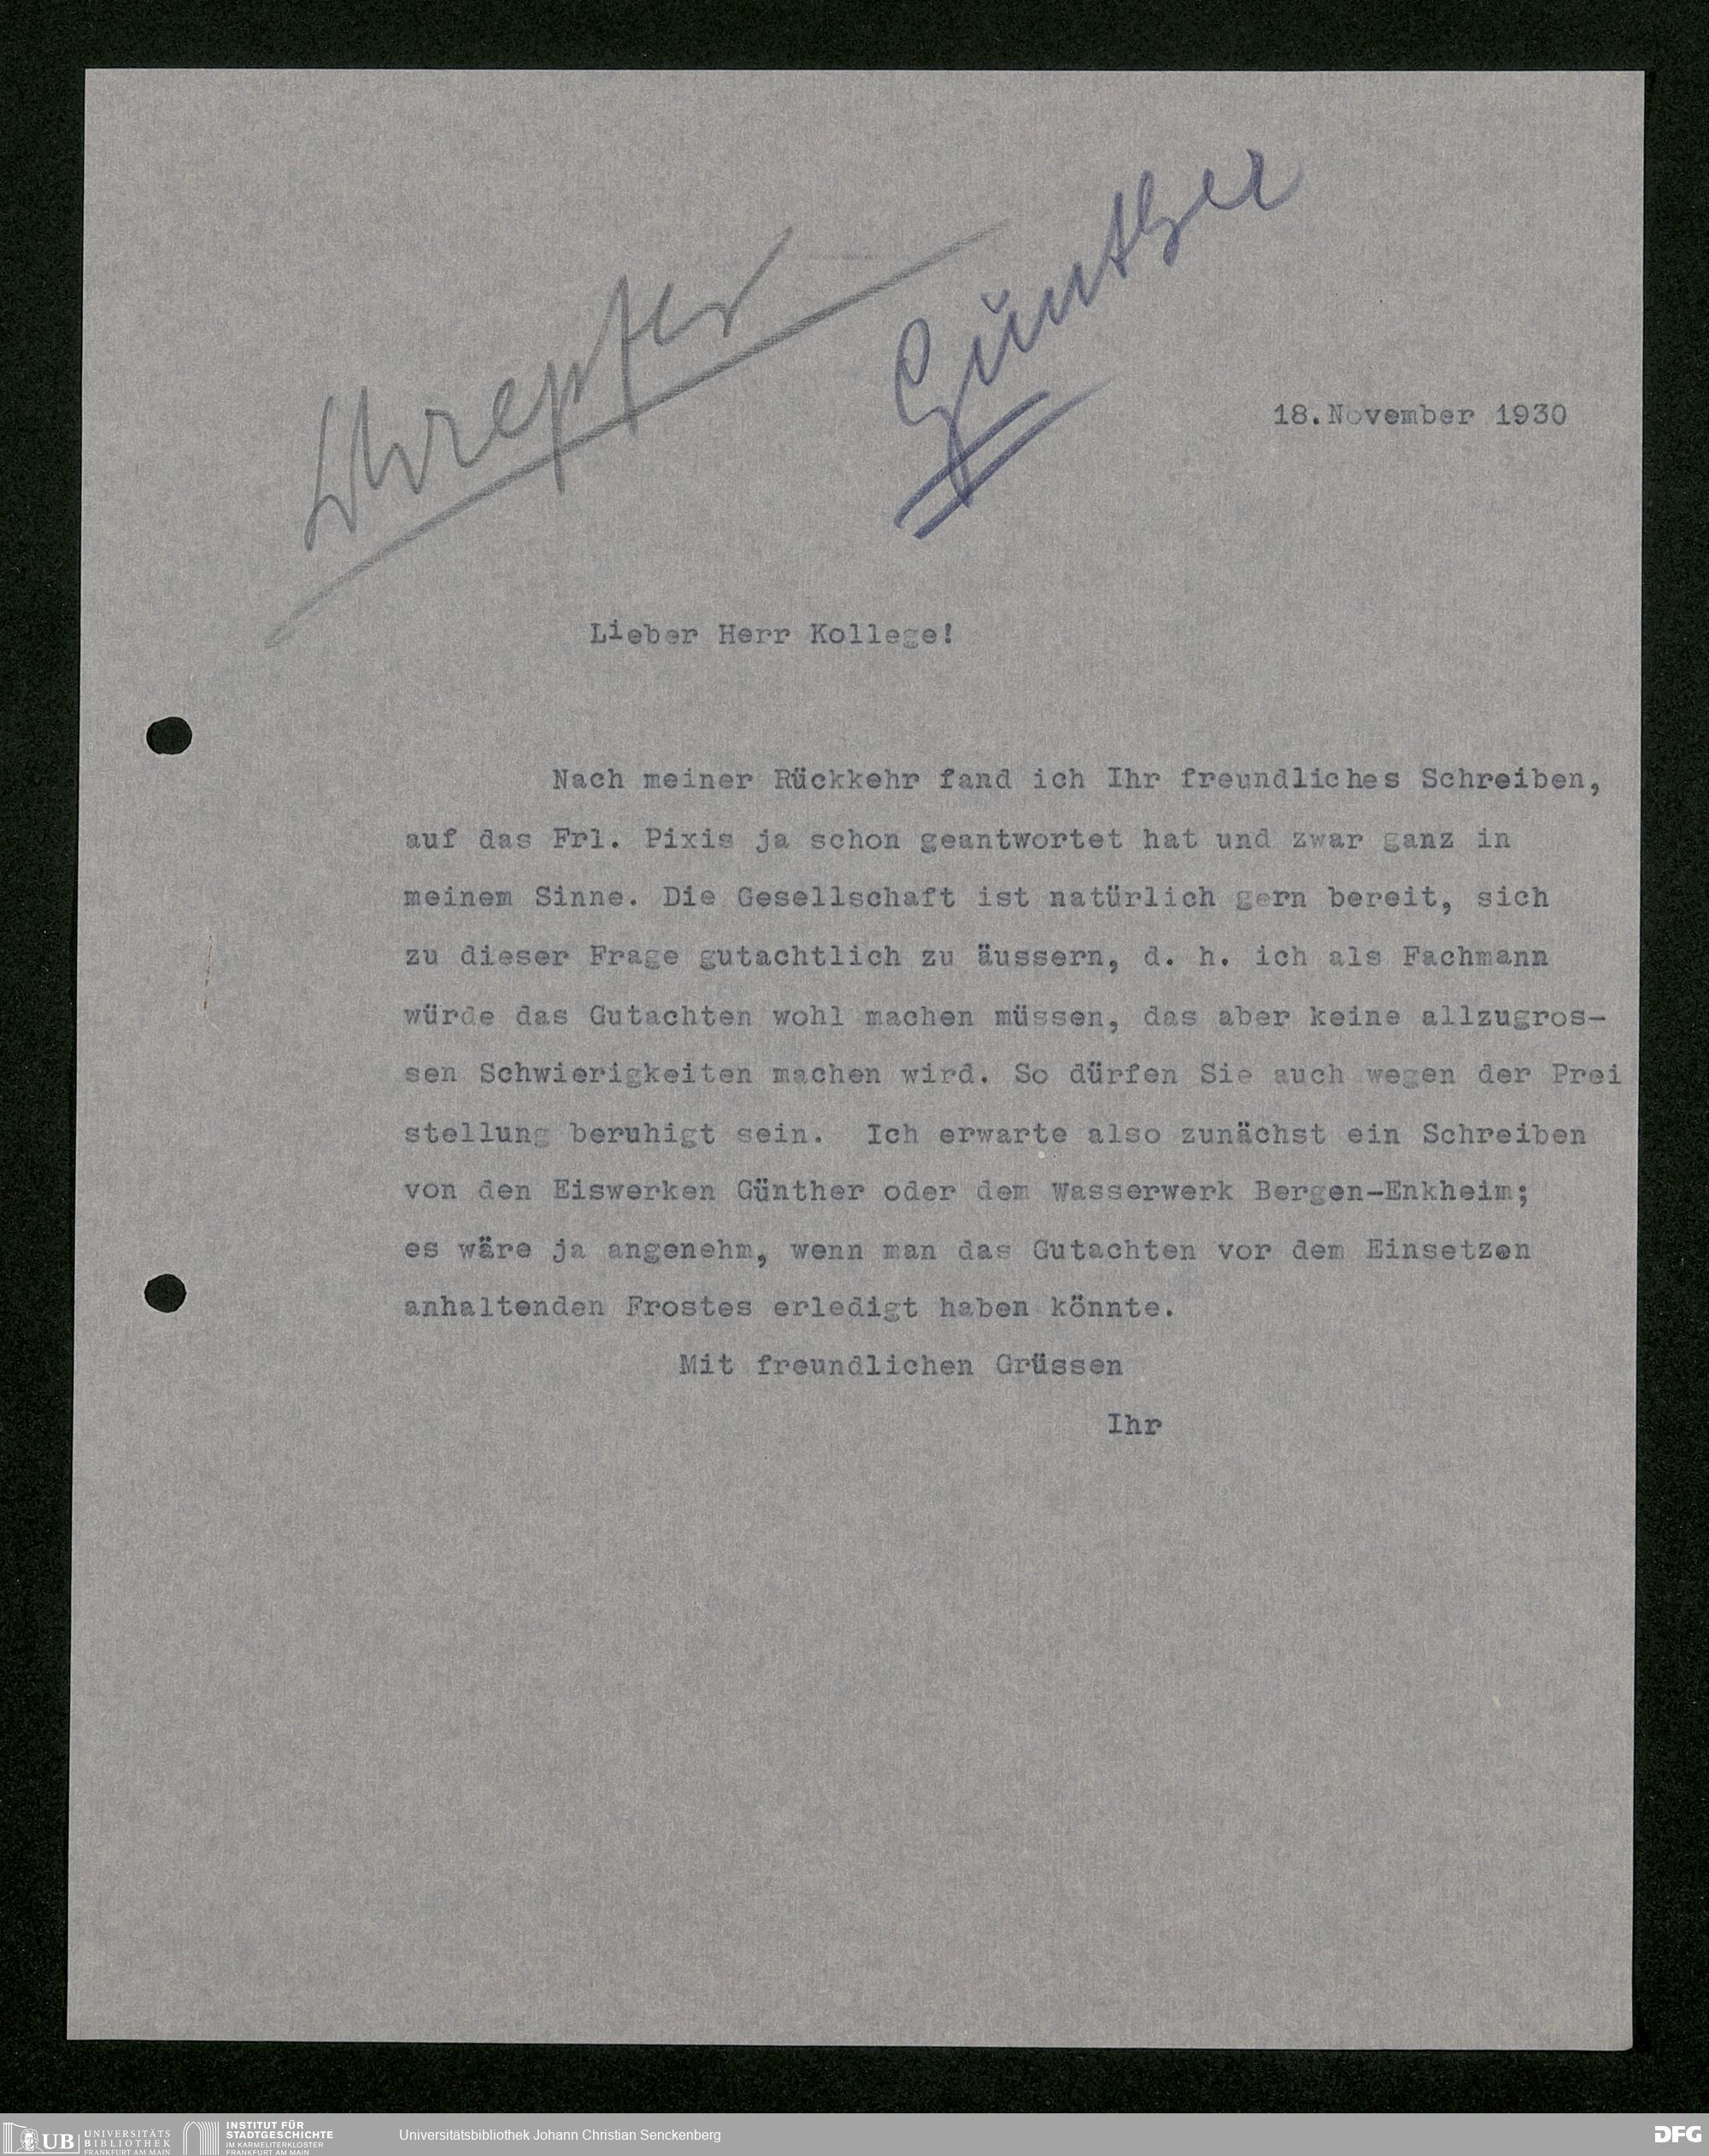 Günther
18.November 1930
Lieber Herr Kollege!
Nach meiner Rückkehr fand ich Ihr freundliches Schreiben,
auf das Frl. Pixis ja schon geantwortet hat und zwar ganz in
meinem Sinne. Die Gesellschaft ist natürlich gern bereit, sich
zu dieser Frage gutachtlich zu äussern, d. h. ich als Fachmann
würde das Gutachten wohl machen müssen, das aber keine allzugros-
sen Schwierigkeiten machen wird. So dürfen Sie auch wegen der Prei
stellung beruhigt sein. Ich erwarte also zunächst ein Schreiben
von den Eiswerken Günther oder dem Wasserwerk Bergen-Enkheim;
es wäre ja angenehm, wenn man das Gutachten vor dem Einsetzen
anhaltenden Frostes erledigt haben könnte.
Mit freundlichen Grüssen
Ihr
UB UNIVERSITÄTS
BIBLIOTHEK
FRANKFURT AM MAIN
INSTITUT FÜR
STADTGESCHICHTE
IM KARMELITERKLOSTER
FRANKFURT AM MAIN
Universitätsbibliothek Johann Christian Senckenberg
DFG